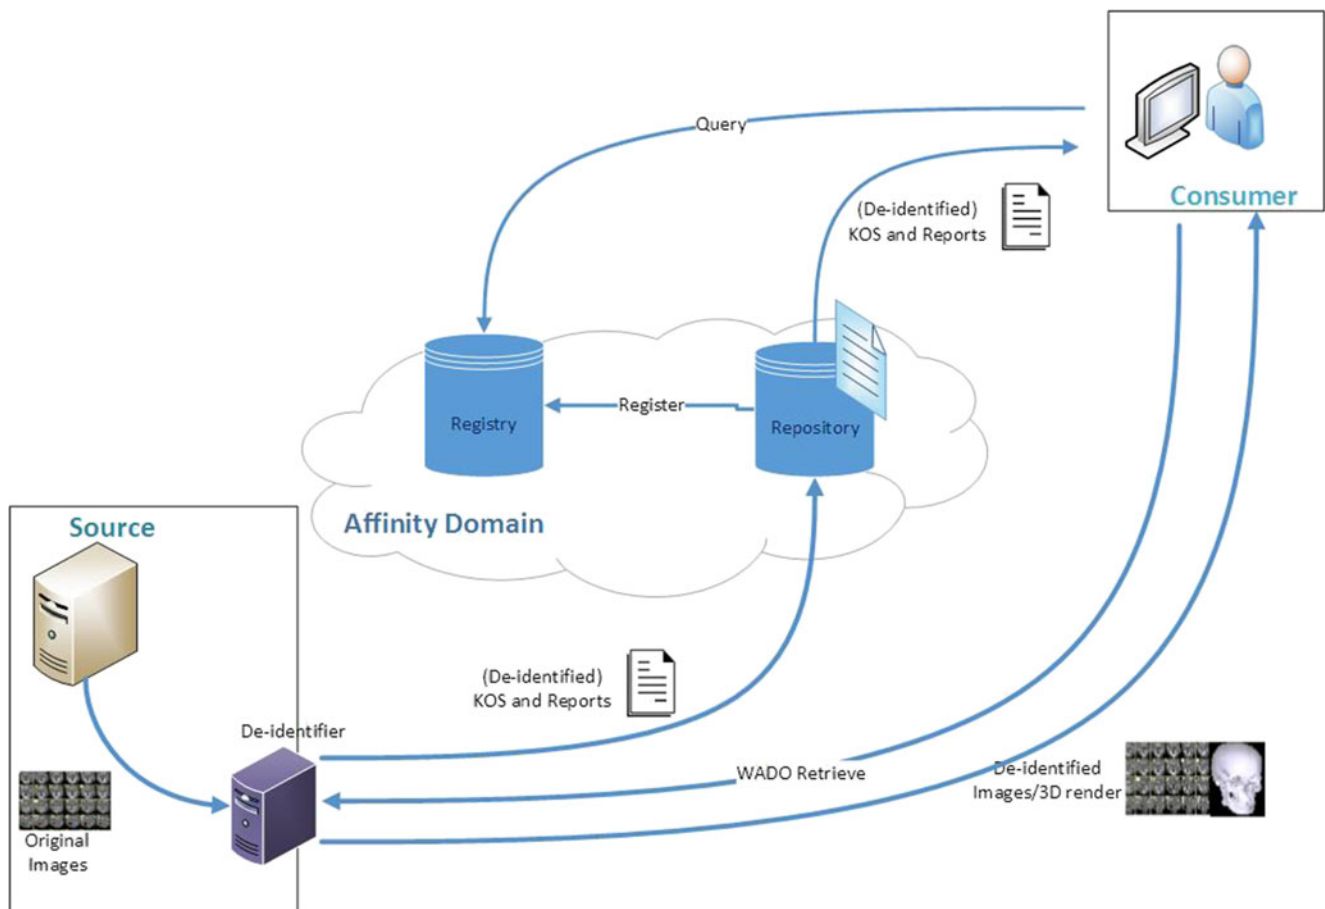 Query
Consumer
(De-identified)
KOS and Reports
Registry
Register
Repository
Affinity Domain
Source
(De-identified)
KOS and Reports
De-identifier
WADO Retrieve
De-identified
Images/3D render
Original
Images